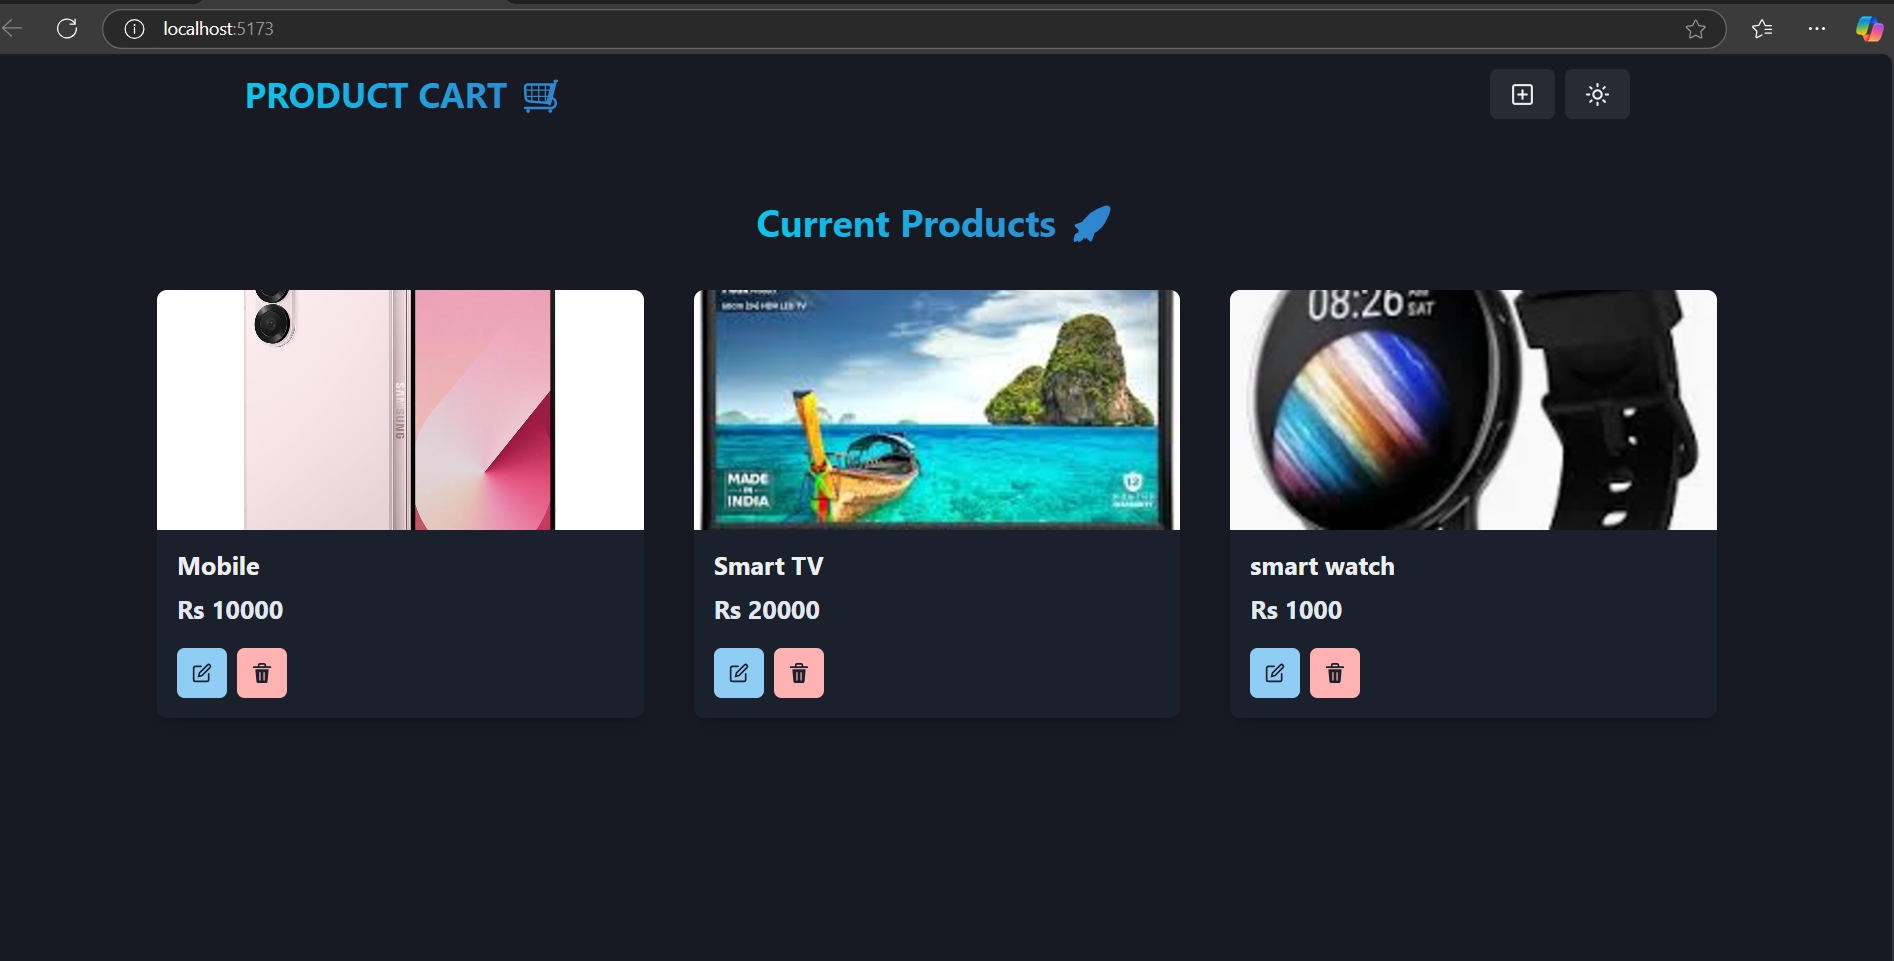 localhost:5173
PRODUCT CART
Current Products
SAMSUNG
MADE
IN
INDIA
12
08:26
SAT
Mobile
Smart TV
smart watch
Rs 10000
Rs 20000
Rs 1000